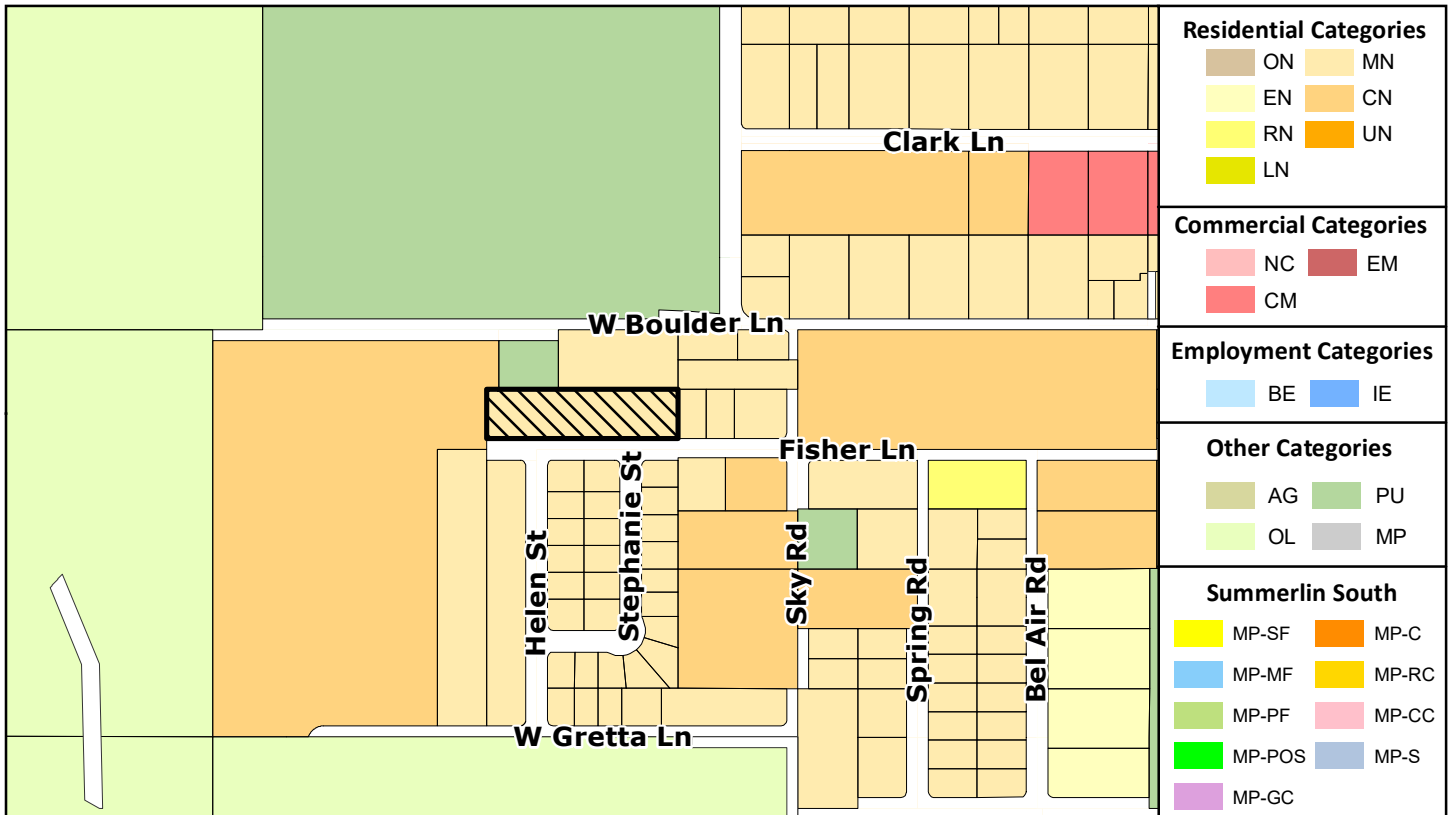 Clark Ln
W Boulder Ln
Fisher Ln
Helen St
Stephanie St
Sky Rd
Spring Rd
Bel Air Rd
W Gretta Ln
Residential Categories
ON MN
EN CN
RN UN
LN
Commercial Categories
NC EM
CM
Employment Categories
BE IE
Other Categories
AG PU
OL MP
Summerlin South
MP-SF MP-C
MP-MF MP-RC
MP-PF MP-CC
MP-POS MP-S
MP-GC